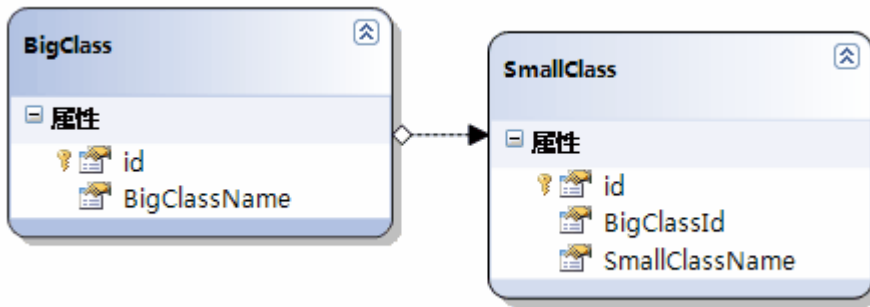 BigClass
属性
id
BigClassName
SmallClass
属性
id
BigClassId
SmallClassName